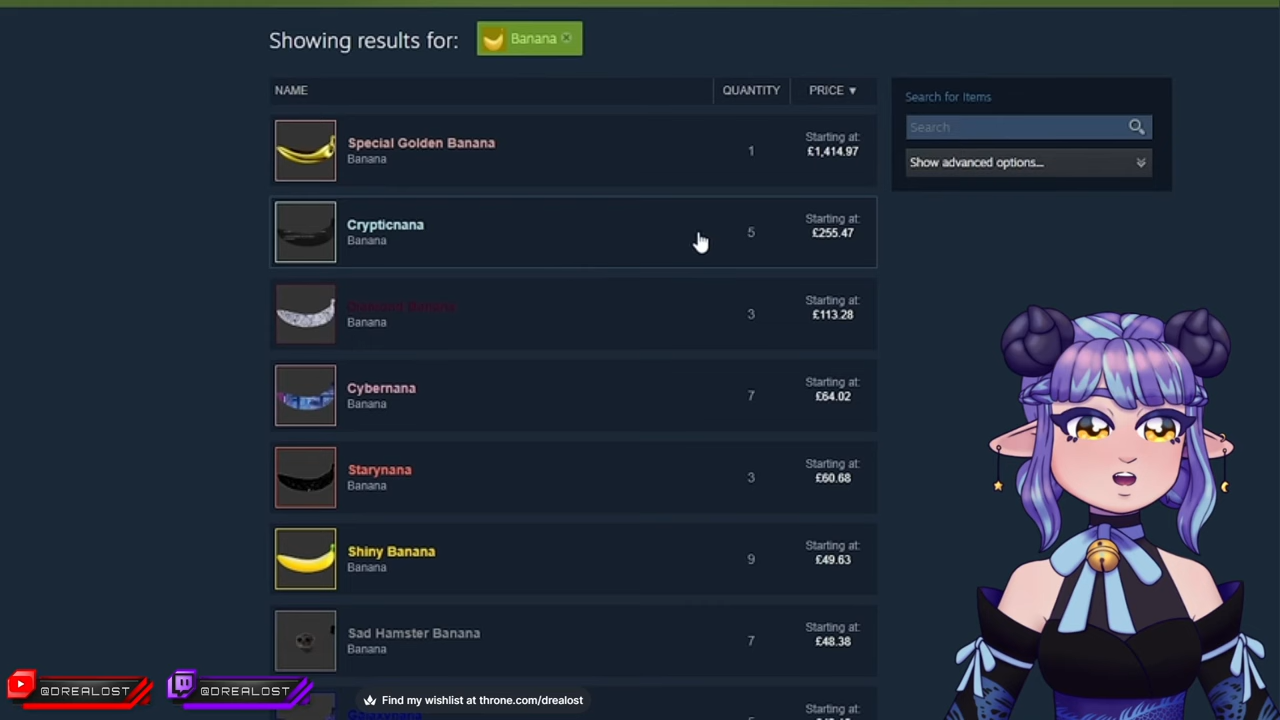 Showing results for: Banana
NAME QUANTITY PRICE ▼
Special Golden Banana
Banana
1
Starting at:
£1,414.97
Crypticnana
Banana
5
Starting at:
£255.47
Diamond Banana
Banana
3
Starting at:
£113.28
Cybernana
Banana
7
Starting at:
£64.02
Starynana
Banana
3
Starting at:
£60.68
Shiny Banana
Banana
9
Starting at:
£49.63
Sad Hamster Banana
Banana
7
Starting at:
£48.38
Starting at:
Search for Items
Search
Show advanced options...
@DREALOST
@DREALOST
Find my wishlist at throne.com/drealost